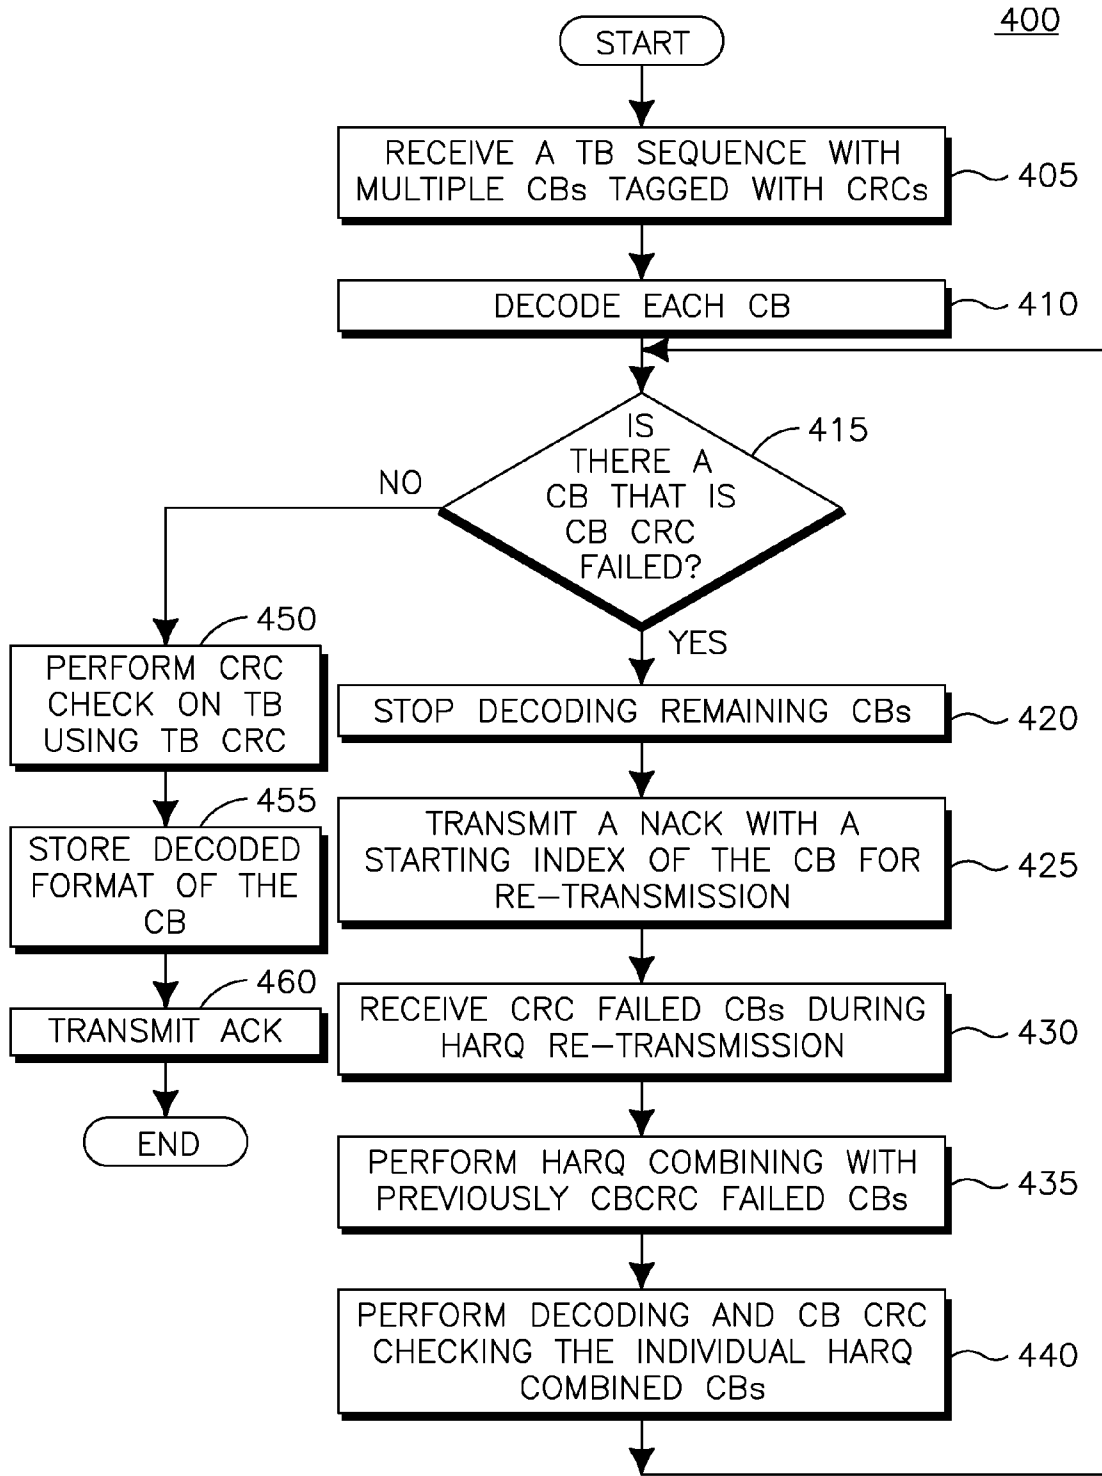 400
START
RECEIVE A TB SEQUENCE WITH
MULTIPLE CBs TAGGED WITH CRCs
405
DECODE EACH CB
410
IS
THERE A
CB THAT IS
CB CRC
FAILED?
415
NO
YES
450
PERFORM CRC
CHECK ON TB
USING TB CRC
455
STORE DECODED
FORMAT OF THE
CB
460
TRANSMIT ACK
END
STOP DECODING REMAINING CBs
420
TRANSMIT A NACK WITH A
STARTING INDEX OF THE CB FOR
RE-TRANSMISSION
425
RECEIVE CRC FAILED CBs DURING
HARQ RE-TRANSMISSION
430
PERFORM HARQ COMBINING WITH
PREVIOUSLY CBCRC FAILED CBs
435
PERFORM DECODING AND CB CRC
CHECKING THE INDIVIDUAL HARQ
COMBINED CBs
440